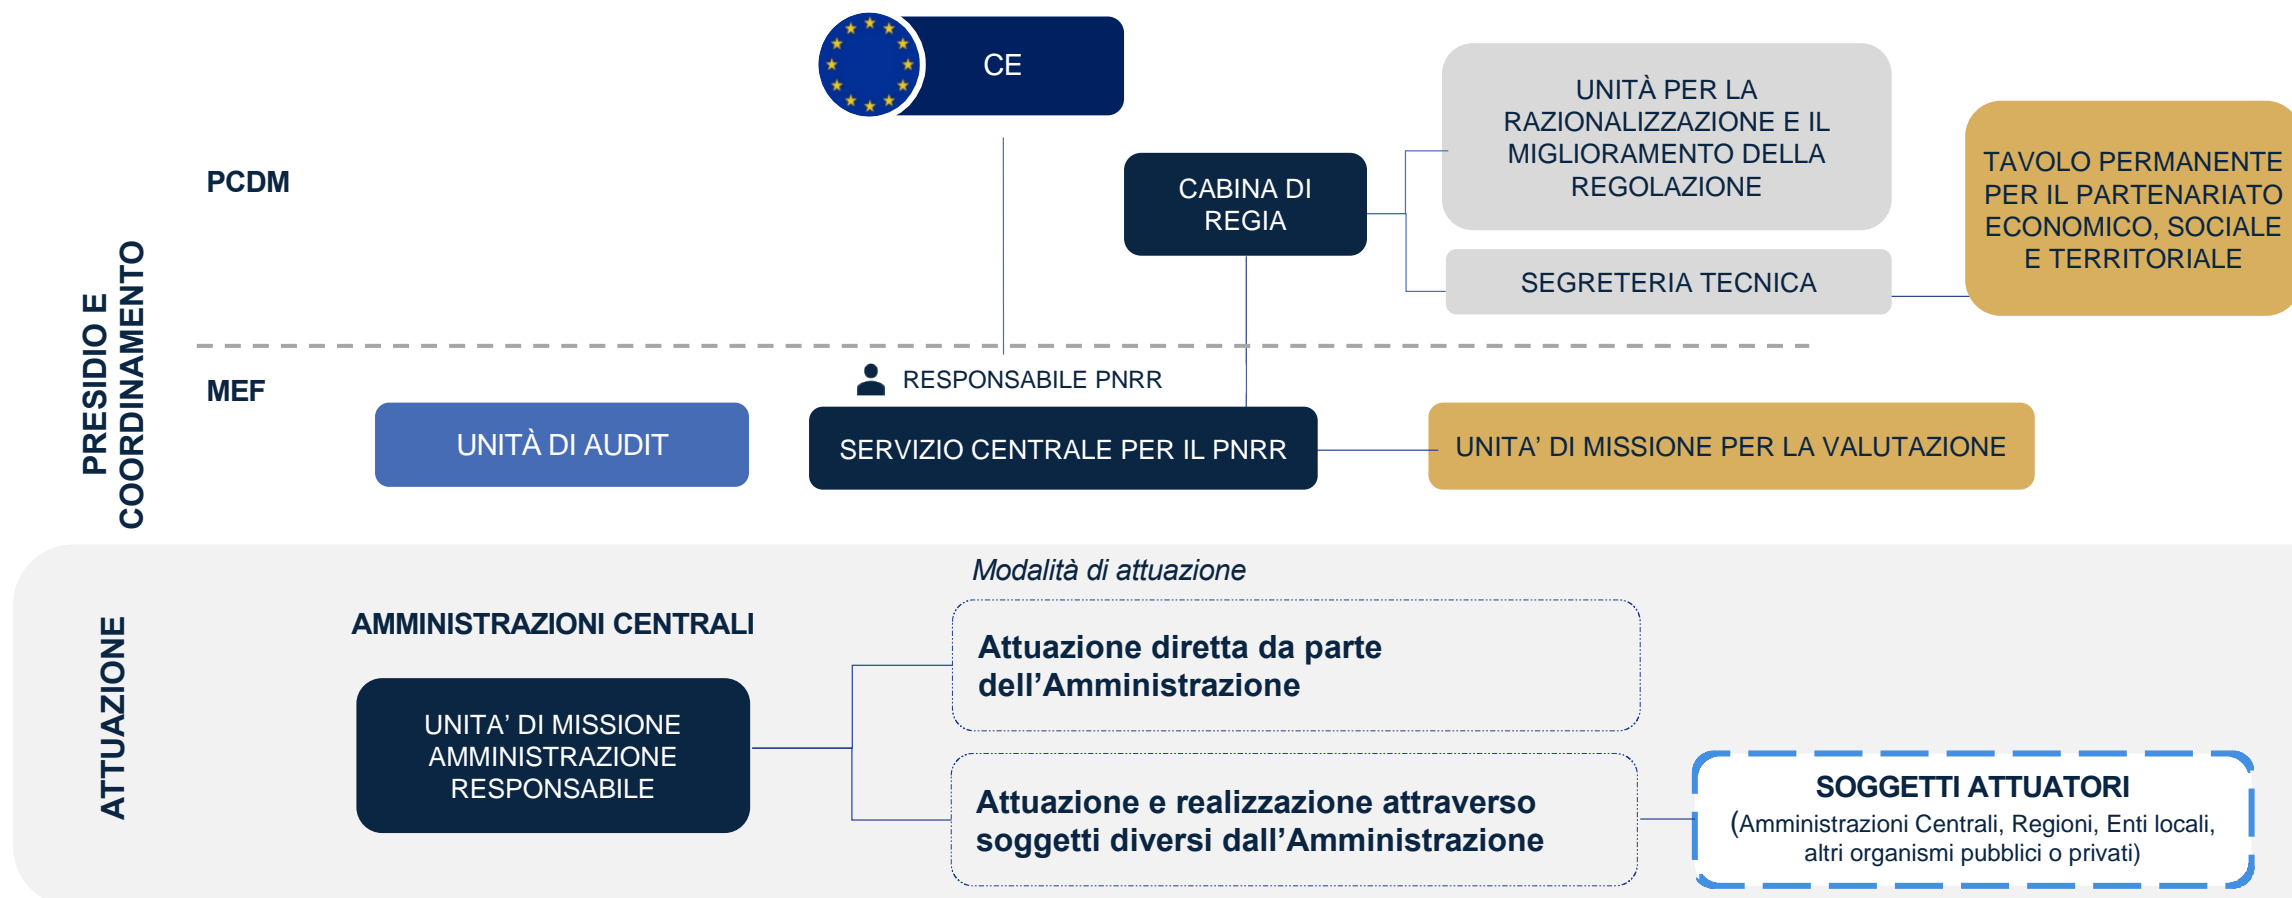 CE
PCDM
CABINA DI
REGIA
UNITÀ PER LA
RAZIONALIZZAZIONE E IL
MIGLIORAMENTO DELLA
REGOLAZIONE
SEGRETERIA TECNICA
TAVOLO PERMANENTE
PER IL PARTENARIATO
ECONOMICO, SOCIALE
E TERRITORIALE
PRESIDIO E
COORDINAMENTO
MEF
RESPONSABILE PNRR
UNITÀ DI AUDIT
SERVIZIO CENTRALE PER IL PNRR
UNITA’ DI MISSIONE PER LA VALUTAZIONE
ATTUAZIONE
Modalità di attuazione
AMMINISTRAZIONI CENTRALI
UNITA’ DI MISSIONE
AMMINISTRAZIONE
RESPONSABILE
Attuazione diretta da parte
dell’Amministrazione
Attuazione e realizzazione attraverso
soggetti diversi dall’Amministrazione
SOGGETTI ATTUATORI
(Amministrazioni Centrali, Regioni, Enti locali,
altri organismi pubblici o privati)